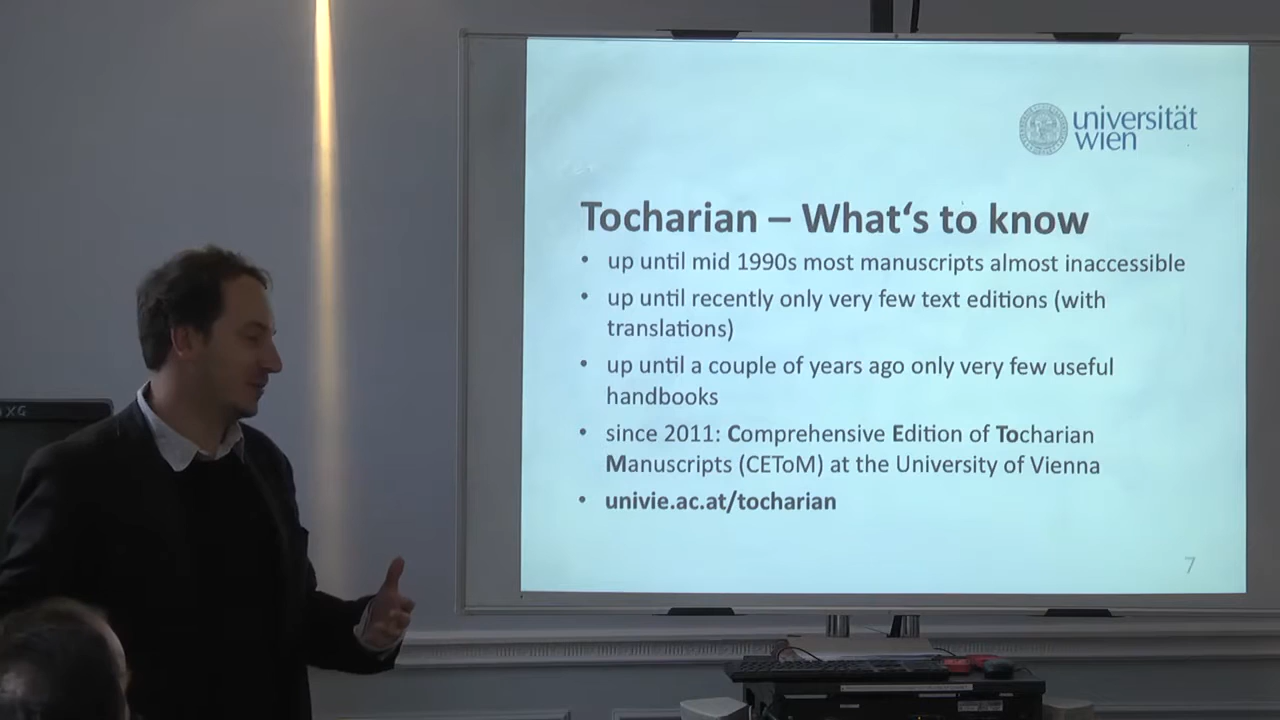 universität
wien
Tocharian – What‘s to know
• up until mid 1990s most manuscripts almost inaccessible
• up until recently only very few text editions (with
translations)
• up until a couple of years ago only very few useful
handbooks
• since 2011: Comprehensive Edition of Tocharian
Manuscripts (CEToM) at the University of Vienna
• univie.ac.at/tocharian
7